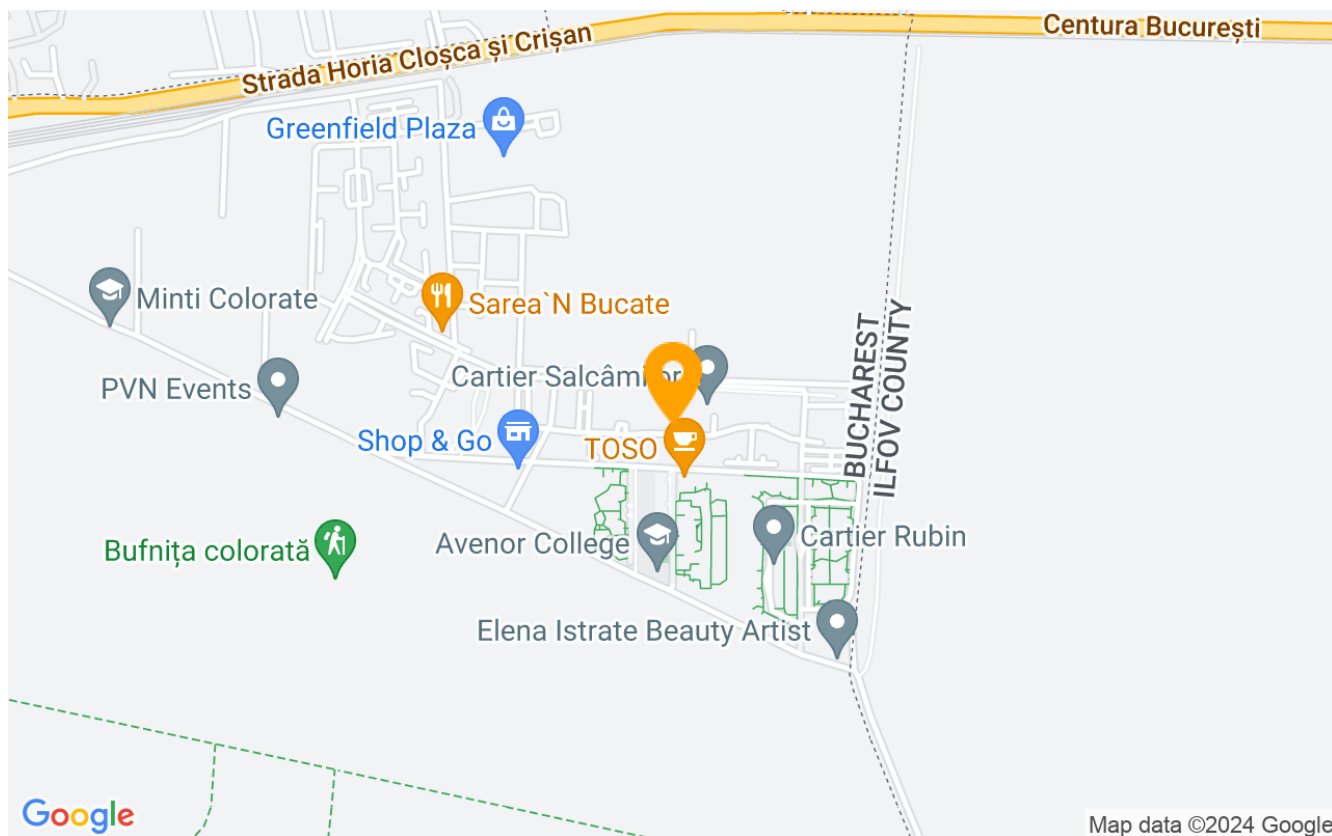 Centura București
Strada Horia Cloșca și Crișan
Greenfield Plaza
Minti Colorate
Sarea`N Bucate
BUCHAREST
ILFOV COUNTY
PVN Events
Cartier Salcâmilor
Shop & Go
TOSO
Bufnița colorată
Avenor College
Cartier Rubin
Elena Istrate Beauty Artist
Google
Map data ©2024 Google